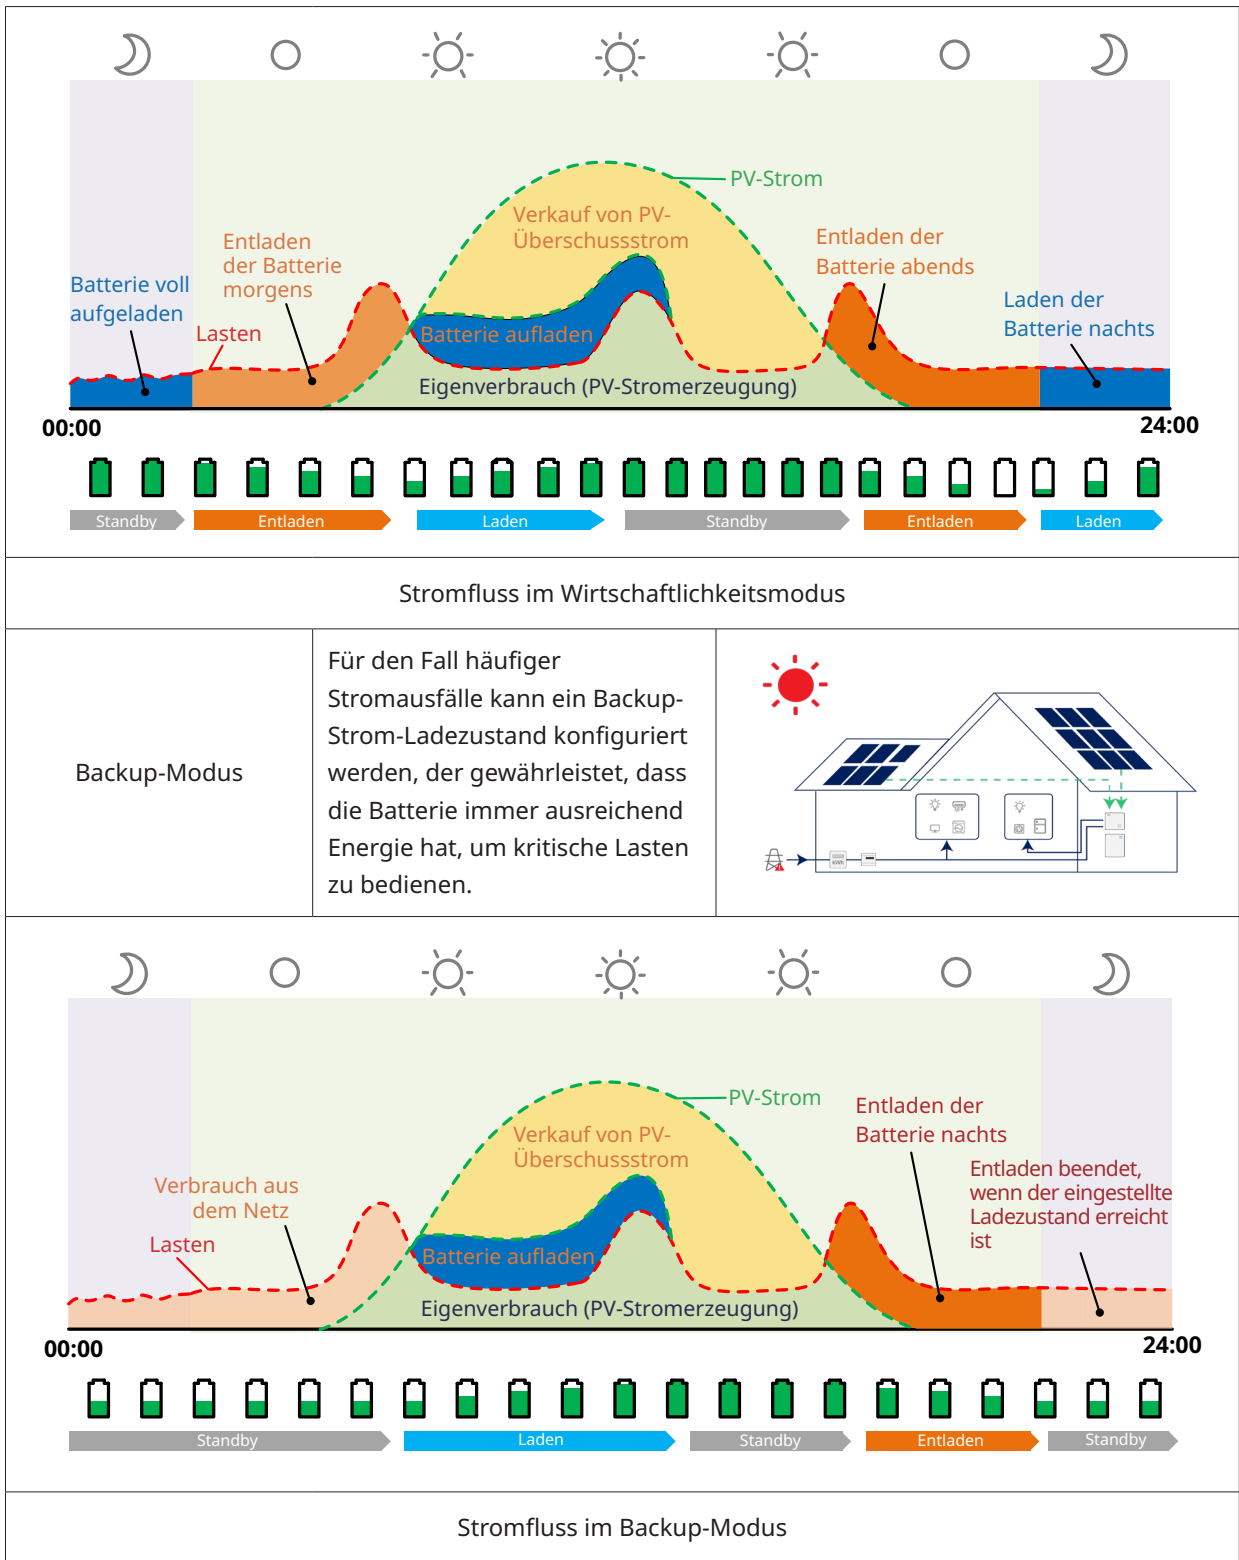 PV-Strom
Verkauf von PV-
Überschussstrom
Entladen
der Batterie
morgens
Entladen der
Batterie abends
Batterie voll
aufgeladen
Laden der
Batterie nachts
Lasten
Batterie aufladen
Eigenverbrauch (PV-Stromerzeugung)
00:00
24:00
Standby
Entladen
Laden
Standby
Entladen
Laden
Stromfluss im Wirtschaftlichkeitsmodus
Backup-Modus
Für den Fall häufiger
Stromausfälle kann ein Backup-
Strom-Ladezustand konfiguriert
werden, der gewährleistet, dass
die Batterie immer ausreichend
Energie hat, um kritische Lasten
zu bedienen.
kWh
PV-Strom
Entladen der
Batterie nachts
Verkauf von PV-
Überschussstrom
Entladen beendet,
wenn der eingestellte
Ladezustand erreicht
ist
Verbrauch aus
dem Netz
Lasten
Batterie aufladen
Eigenverbrauch (PV-Stromerzeugung)
00:00
24:00
Standby
Laden
Standby
Entladen
Standby
Stromfluss im Backup-Modus